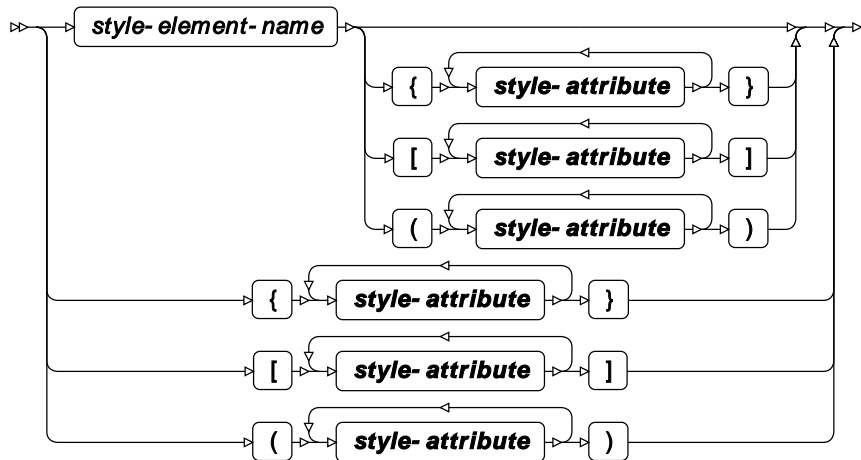 style-element-name
{ style-attribute }
[ style-attribute ]
( style-attribute )
{ style-attribute }
[ style-attribute ]
( style-attribute )